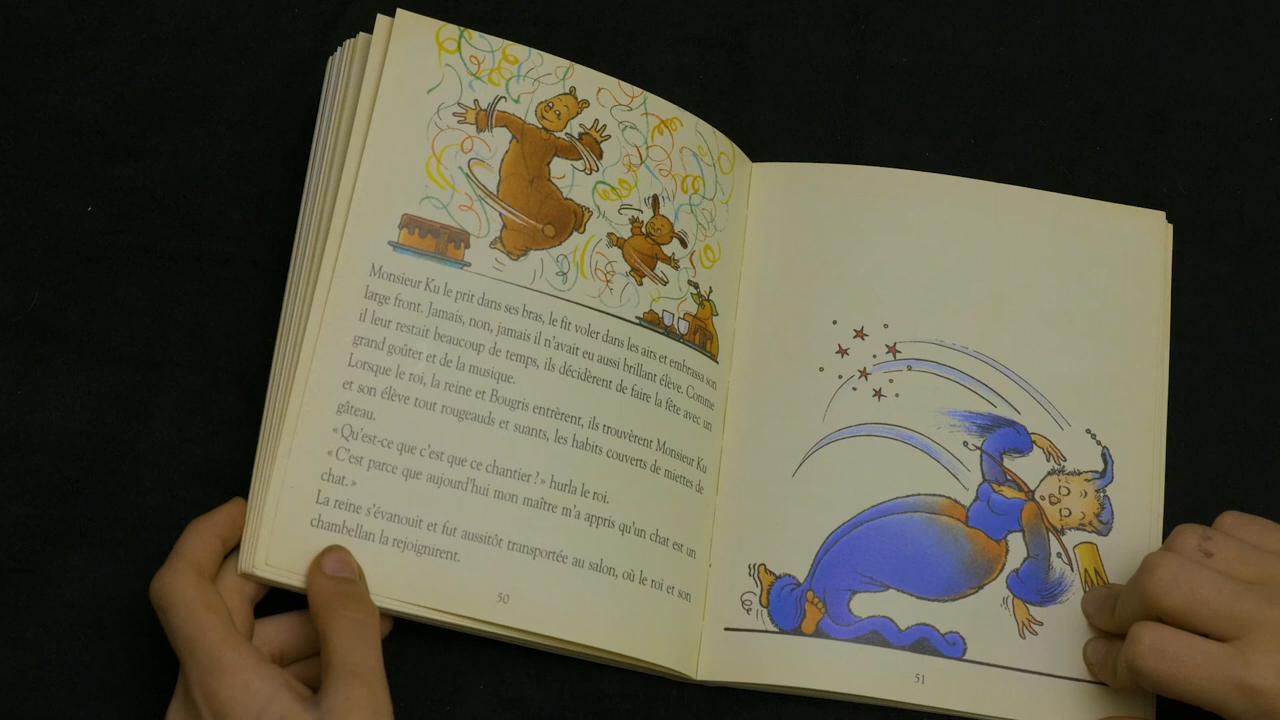 Monsieur Ku le prit dans ses bras, le fit voler dans les airs et embrassa son
large front. Jamais, non, jamais il n'avait eu aussi brillant élève. Comme
il leur restait beaucoup de temps, ils décidèrent de faire la fête avec un
grand goûter et de la musique.
Lorsque le roi, la reine et Bougris entrèrent, ils trouvèrent Monsieur Ku
et son élève tout rougeauds et suants, les habits couverts de miettes de
gâteau.
« Qu'est-ce que c'est que ce chantier ? » hurla le roi.
« C'est parce que aujourd'hui mon maître m'a appris qu'un chat est un
chat. »
La reine s'évanouit et fut aussitôt transportée au salon, où le roi et son
chambellan la rejoignirent.
50
51